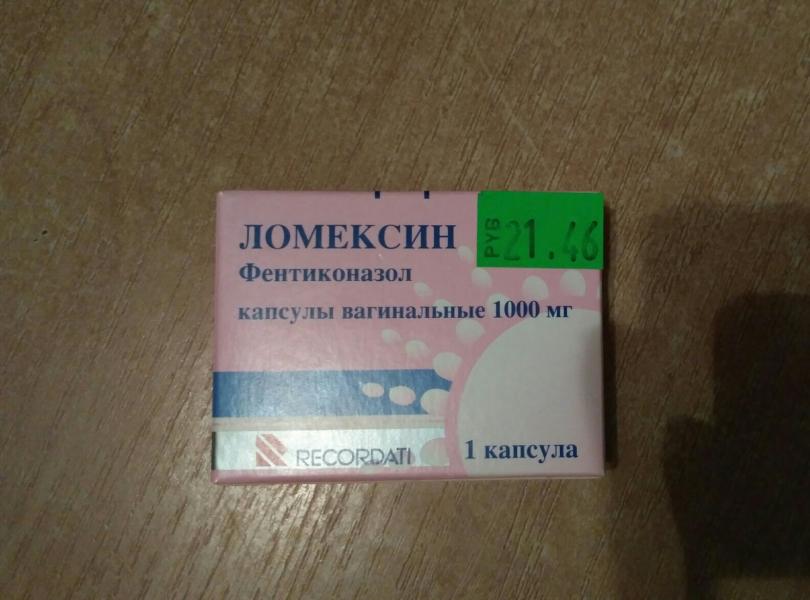 ЛОМЕКСИН
РУБ 21.46
Фентиконазол
капсулы вагинальные 1000 мг
RECORDATI
1 капсула